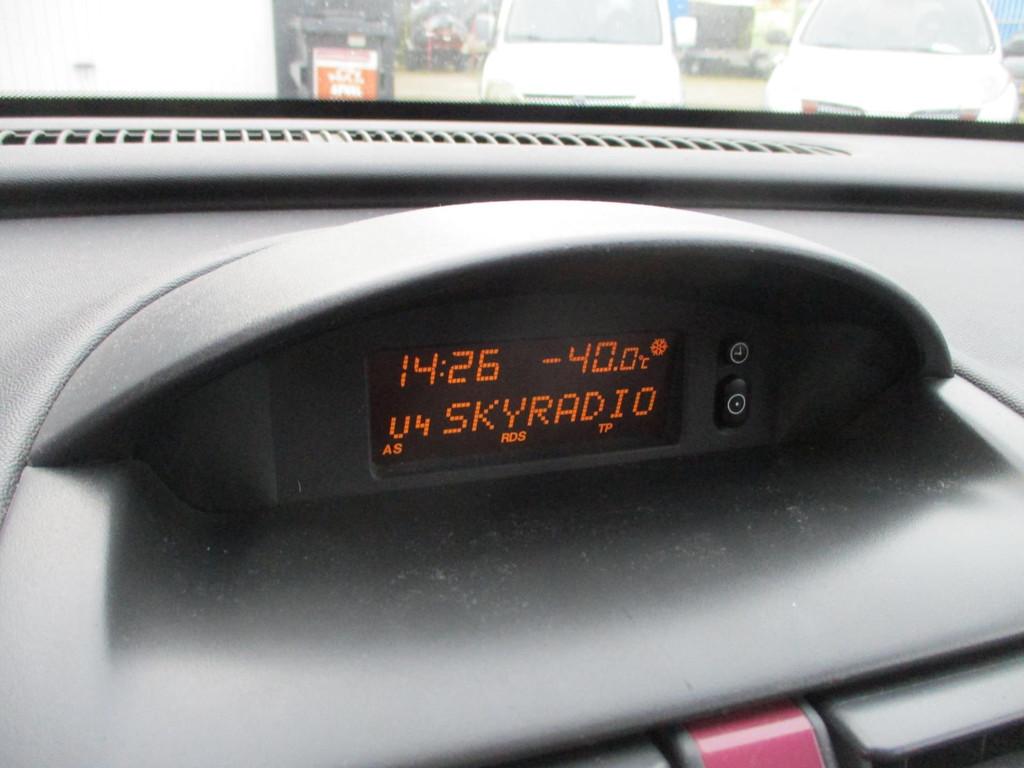 14:26 -40.0°C
U4 SKYRADIO
AS RDS TP